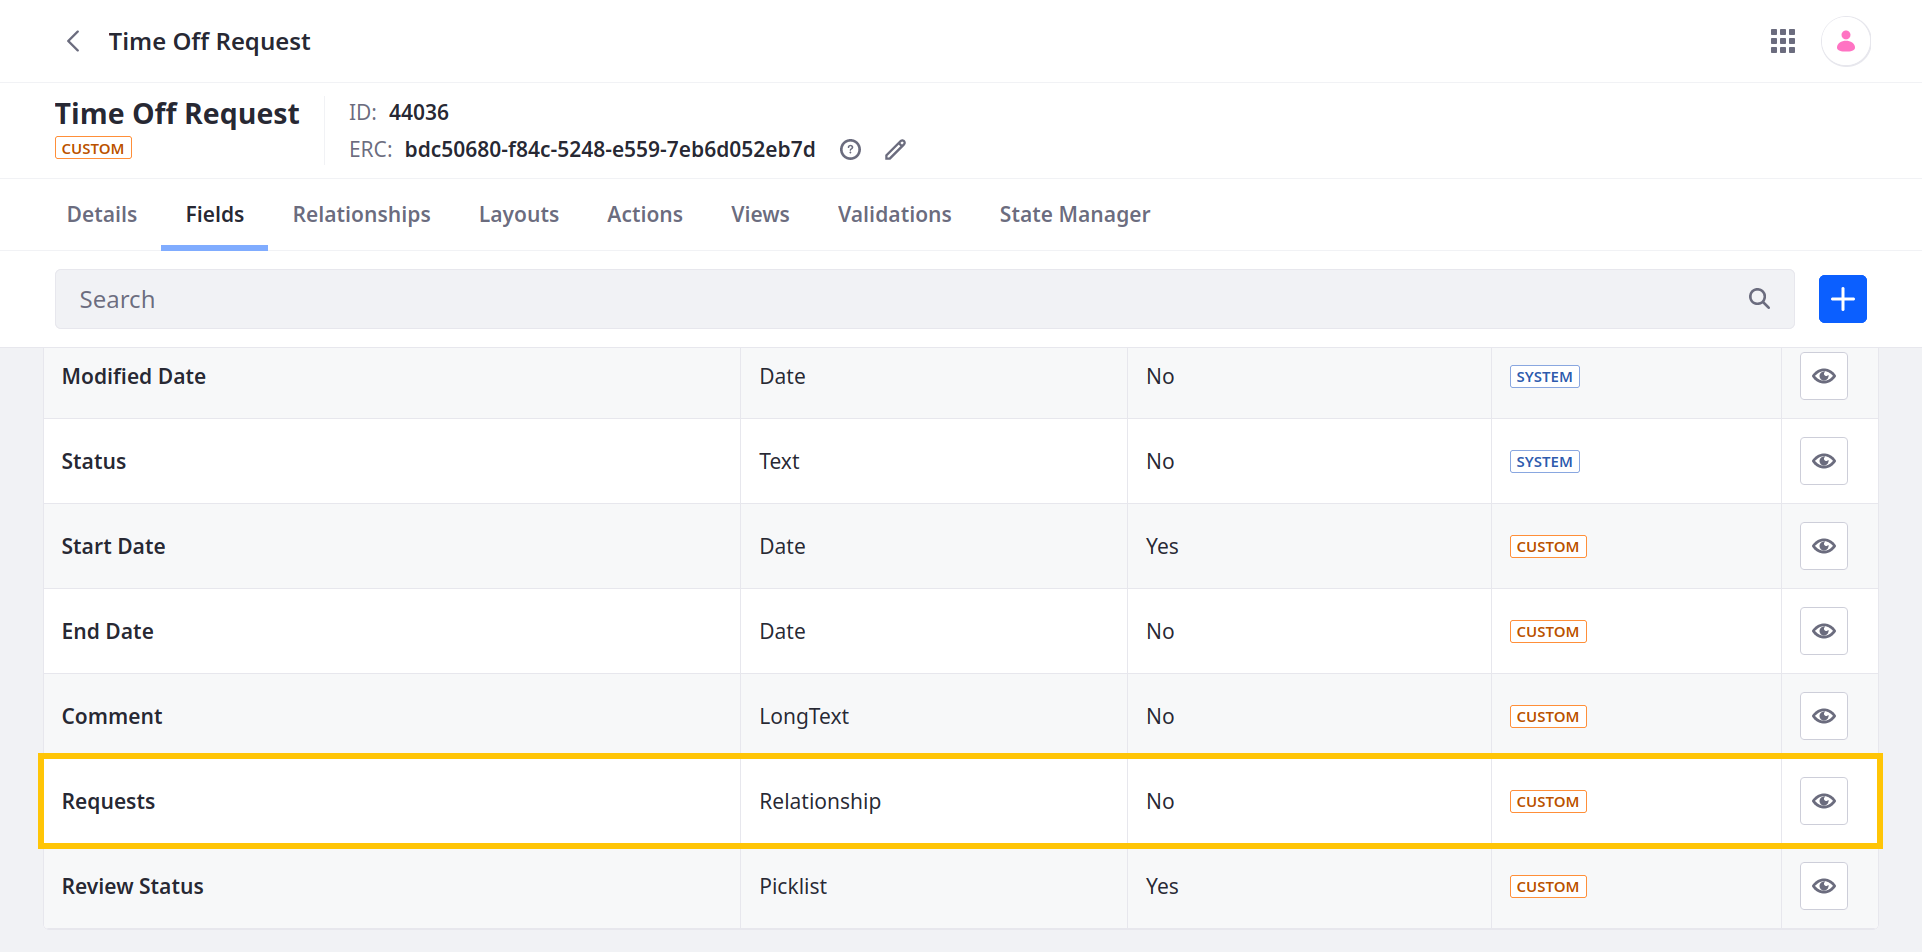 Time Off Request
Time Off Request
CUSTOM
ID: 44036
ERC: bdc50680-f84c-5248-e559-7eb6d052eb7d
Details Fields Relationships Layouts Actions Views Validations State Manager
Search
Modified Date Date No SYSTEM
Status Text No SYSTEM
Start Date Date Yes CUSTOM
End Date Date No CUSTOM
Comment LongText No CUSTOM
Requests Relationship No CUSTOM
Review Status Picklist Yes CUSTOM